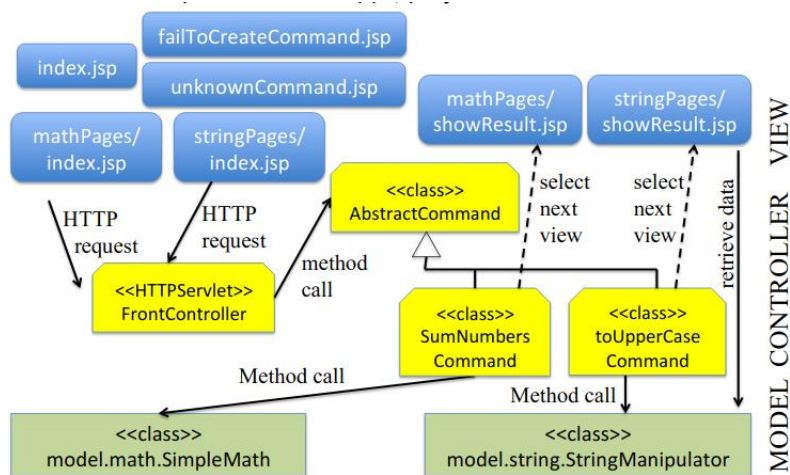 failToCreateCommand.jsp
index.jsp
unknownCommand.jsp
mathPages/
showResult.jsp
stringPages/
showResult.jsp
mathPages/
index.jsp
stringPages/
index.jsp
<<class>>
AbstractCommand
select
next
view
select
next
view
retrieve data
HTTP
request
HTTP
request
method
call
<<HTTPServlet>>
FrontController
<<class>>
SumNumbers
Command
<<class>>
toUpperCase
Command
Method call
Method call
<<class>>
model.math.SimpleMath
<<class>>
model.string.StringManipulator
MODEL CONTROLLER VIEW